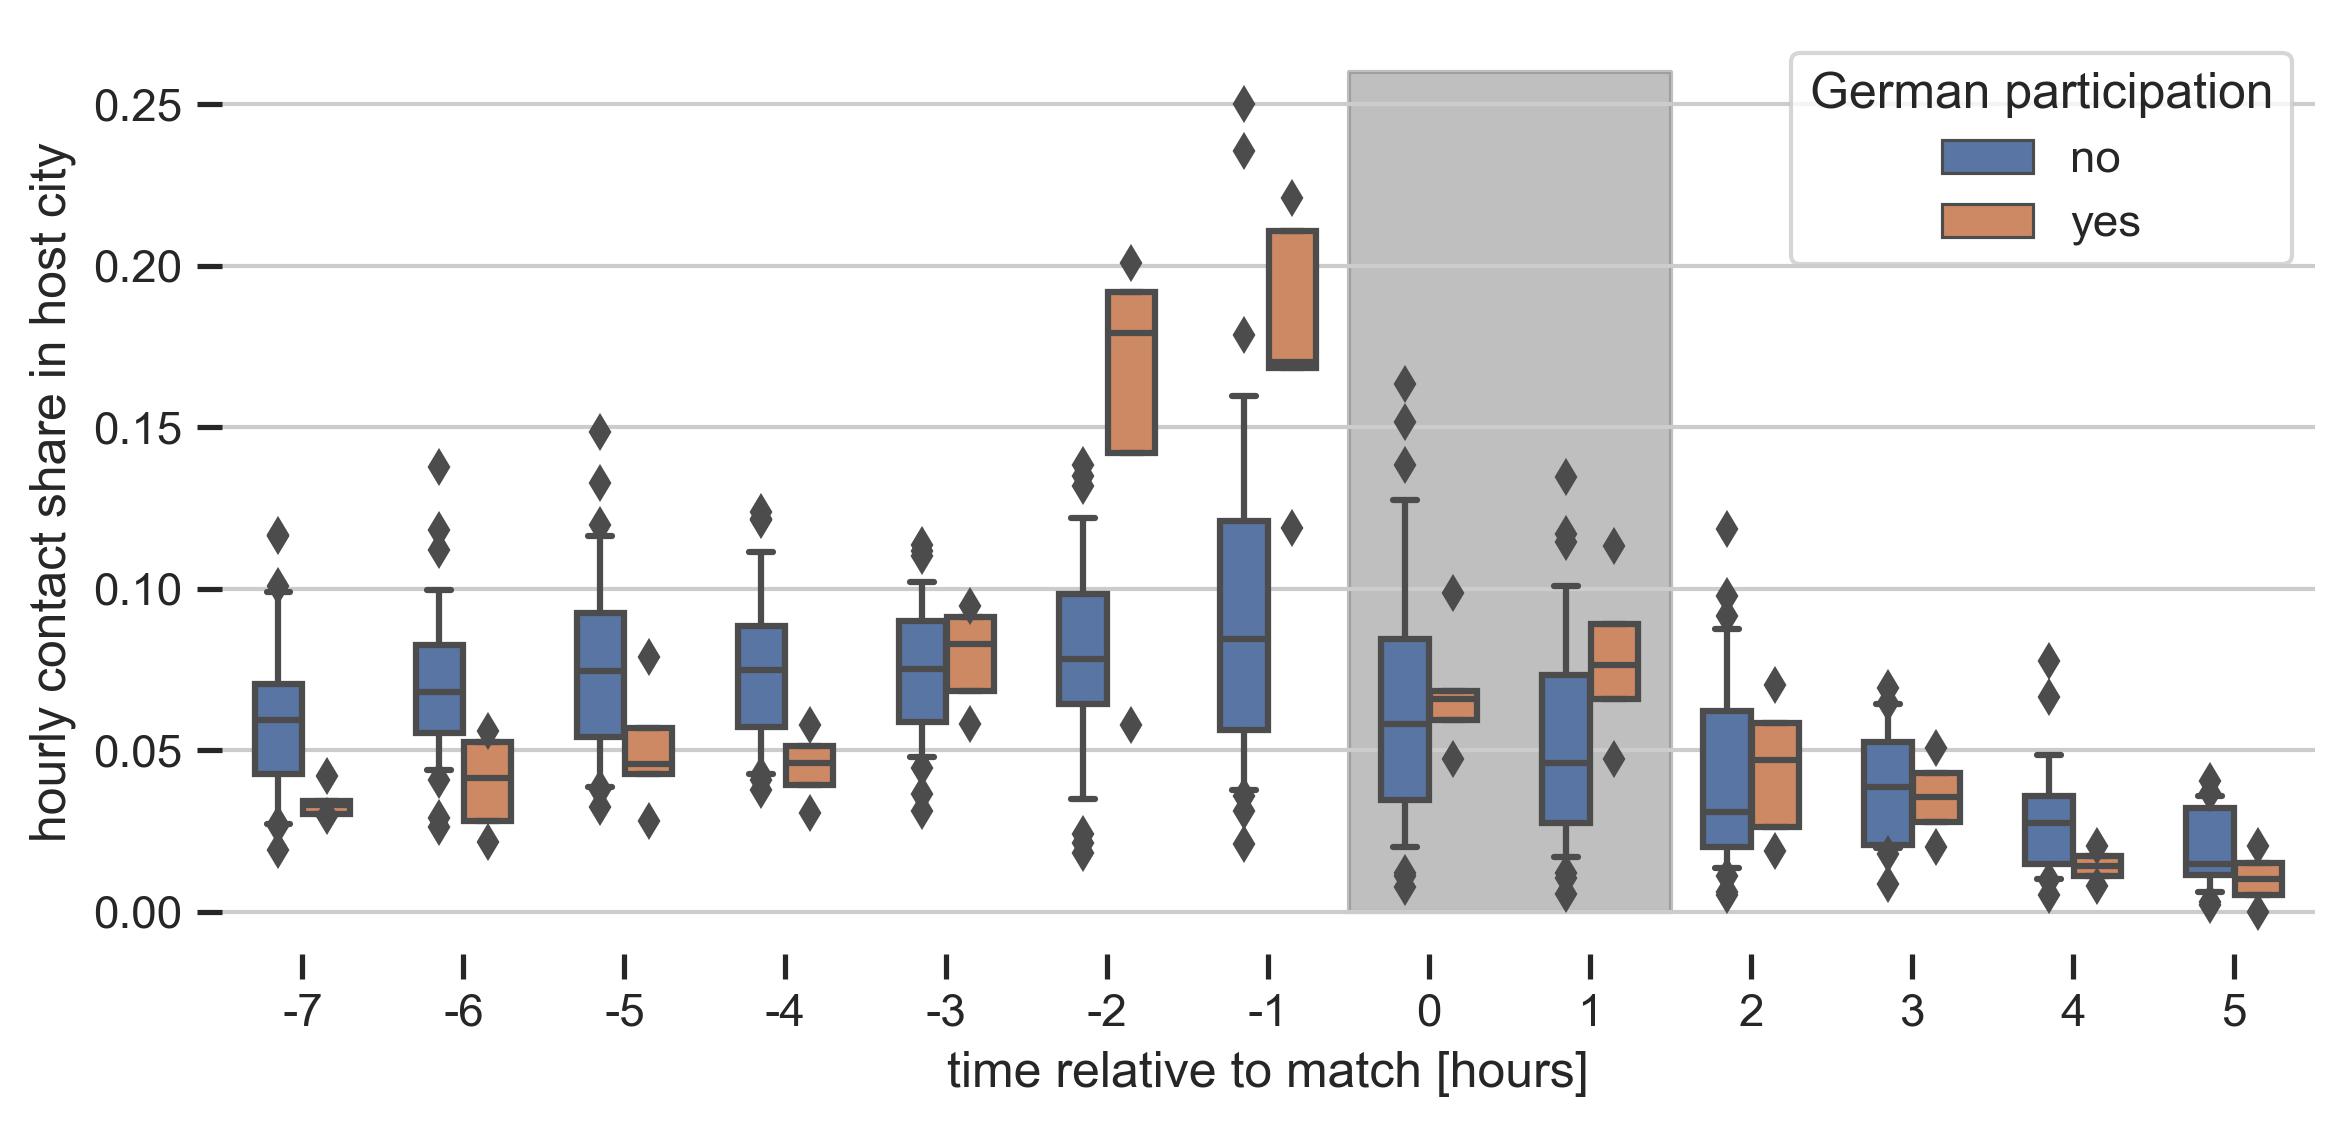 German participation
no
yes
hourly contact share in host city
0.25
0.20
0.15
0.10
0.05
0.00
-7 -6 -5 -4 -3 -2 -1 0 1 2 3 4 5
time relative to match [hours]